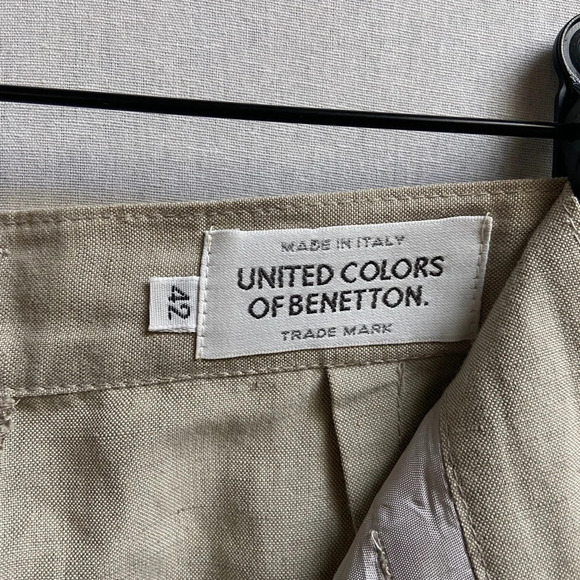 MADE IN ITALY
UNITED COLORS
OF BENETTON.
TRADE MARK
42